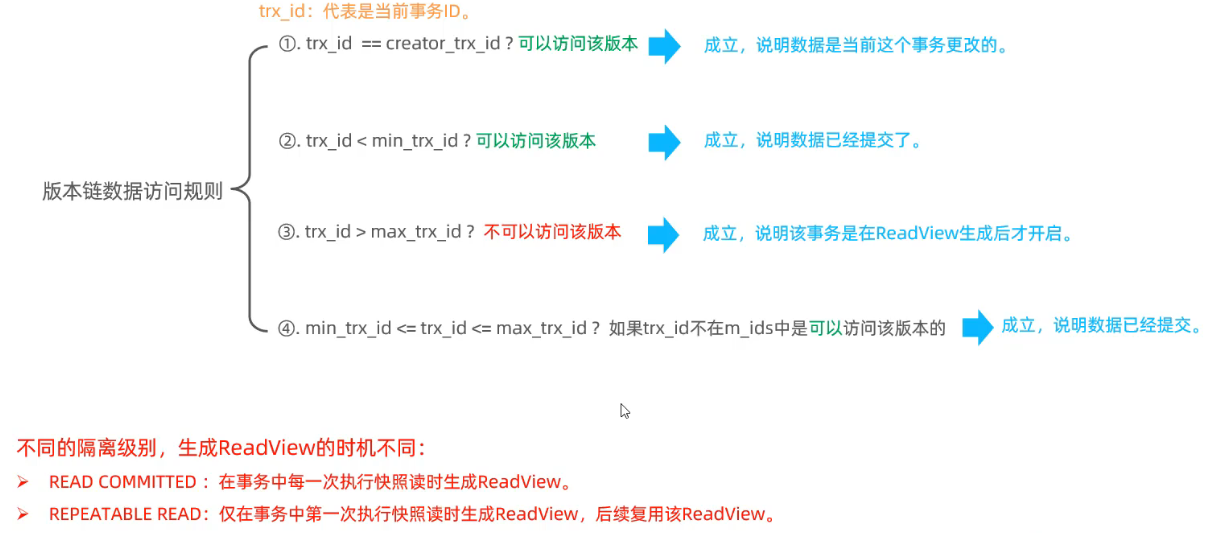 trx_id：代表是当前事务ID。
①. trx_id == creator_trx_id ? 可以访问该版本 成立，说明数据是当前这个事务更改的。
②. trx_id < min_trx_id ? 可以访问该版本 成立，说明数据已经提交了。
版本链数据访问规则
③. trx_id > max_trx_id ? 不可以访问该版本 成立，说明该事务是在ReadView生成后才开启。
④. min_trx_id <= trx_id <= max_trx_id ? 如果trx_id不在m_ids中是可以访问该版本的 成立，说明数据已经提交。
不同的隔离级别，生成ReadView的时机不同：
➢ READ COMMITTED ：在事务中每一次执行快照读时生成ReadView。
➢ REPEATABLE READ：仅在事务中第一次执行快照读时生成ReadView，后续复用该ReadView。